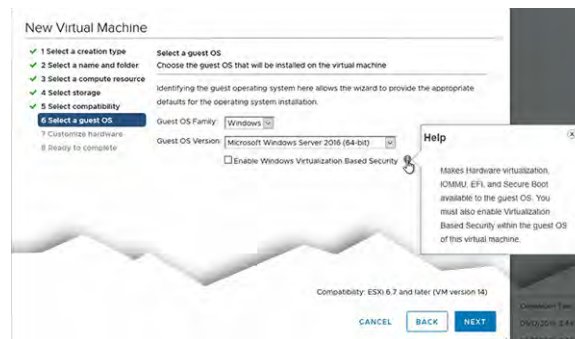 New Virtual Machine
1 Select a creation type
2 Select a name and folder
3 Select a compute resource
4 Select storage
5 Select compatibility
6 Select a guest OS
7 Customize hardware
8 Ready to complete
Select a guest OS
Choose the guest OS that will be installed on the virtual machine
Identifying the guest operating system here allows the wizard to provide the appropriate
defaults for the operating system installation.
Guest OS Family: Windows
Guest OS Version: Microsoft Windows Server 2016 (64-bit)
Enable Windows Virtualization Based Security
Help
Makes Hardware virtualization,
IOMMU, EFI, and Secure Boot
available to the guest OS. You
must also enable Virtualization
Based Security within the guest OS
of this virtual machine.
Compatibility: ESXi 6.7 and later (VM version 14)
CANCEL BACK NEXT